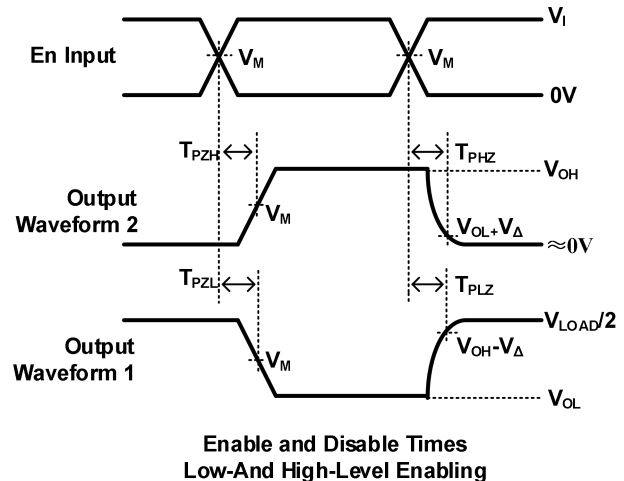 V_I
En Input
V_M
V_M
0V
T_PZH
T_PHZ
V_OH
Output
Waveform 2
V_M
V_OL+V_Δ
≈0V
T_PZL
T_PLZ
V_LOAD/2
Output
Waveform 1
V_M
V_OH-V_Δ
V_OL
Enable and Disable Times
Low-And High-Level Enabling